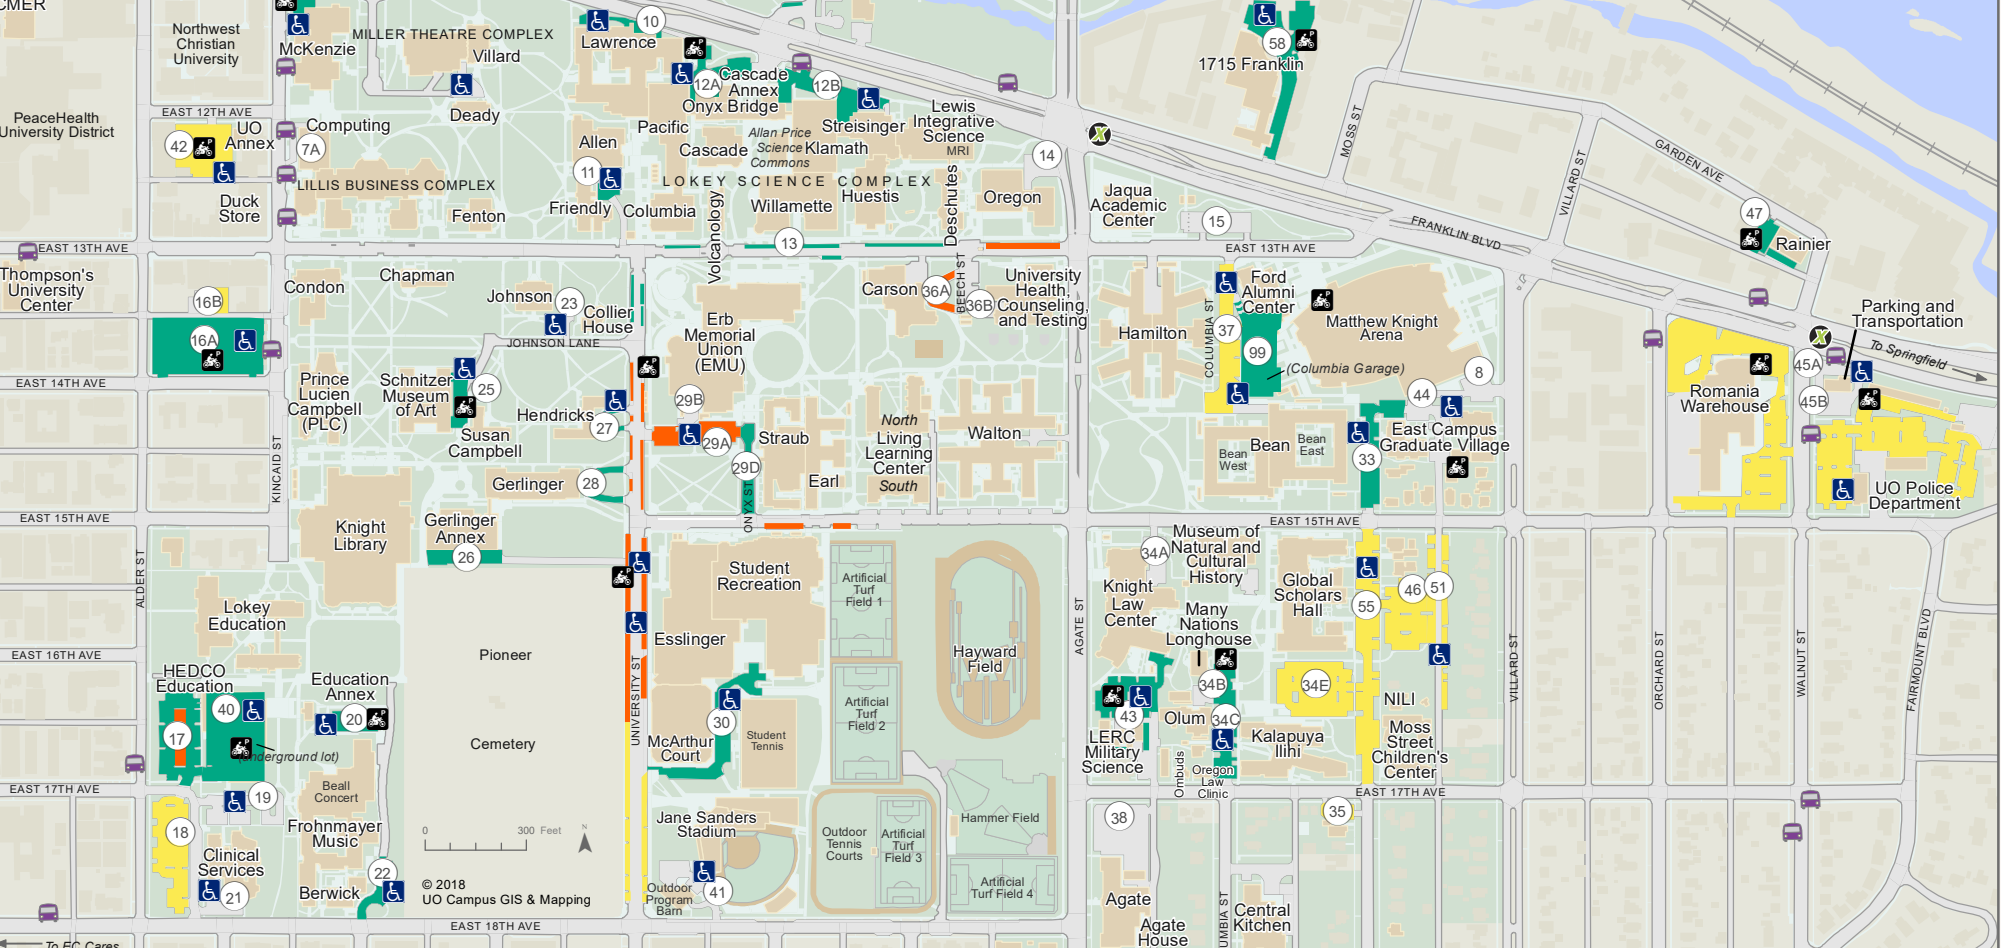 CMER
Northwest
Christian
University
McKenzie
MILLER THEATRE COMPLEX
Villard
Deady
Lawrence
10
12A
Cascade
Annex
Onyx Bridge
12B
Streisinger
Lewis
Integrative
Science
MRI
58
1715 Franklin
MOSS ST
VILLARD ST
GARDEN AVE
FRANKLIN BLVD
47
Rainier
PeaceHealth
University District
EAST 12TH AVE
42
UO
Annex
Computing
7A
LILLIS BUSINESS COMPLEX
Duck
Store
Fenton
Allen
11
Friendly
Pacific
Cascade
Allan Price
Science
Commons
Klamath
LOKEY SCIENCE COMPLEX
Columbia
Volcanology
Willamette
Huestis
Deschutes
Oregon
14
Jaqua
Academic
Center
15
EAST 13TH AVE
13
EAST 13TH AVE
Thompson's
University
Center
16B
16A
EAST 14TH AVE
Condon
Chapman
Johnson
23
Collier
House
JOHNSON LANE
Prince
Lucien
Campbell
(PLC)
Schnitzer
Museum
of Art
25
Susan
Campbell
Hendricks
27
Gerlinger
28
Erb
Memorial
Union
(EMU)
29B
29A
29D
ONYX ST
Straub
Earl
Carson
36A
BEECH ST
36B
University
Health,
Counseling,
and Testing
North
Living
Learning
Center
South
Walton
Hamilton
COLUMBIA ST
37
Ford
Alumni
Center
99
(Columbia Garage)
Matthew Knight
Arena
8
44
East Campus
Graduate Village
33
Bean
Bean
West
Bean
East
Romania
Warehouse
Parking and
Transportation
To Springfield
45A
45B
UO Police
Department
KINCAID ST
EAST 15TH AVE
Knight
Library
Gerlinger
Annex
26
ALDER ST
Lokey
Education
EAST 16TH AVE
HEDCO
Education
40
17
(Underground lot)
Education
Annex
20
Pioneer
Cemetery
UNIVERSITY ST
Student
Recreation
Esslinger
30
McArthur
Court
Student
Tennis
Artificial
Turf
Field 1
Artificial
Turf
Field 2
Hayward
Field
AGATE ST
EAST 15TH AVE
34A
Museum of
Natural and
Cultural
History
Knight
Law
Center
Many
Nations
Longhouse
Global
Scholars
Hall
55
46
51
34B
34E
34C
43
LERC
Military
Science
Olum
Ombuds
Oregon
Law
Clinic
Kalapuya
Ilihi
NILI
Moss
Street
Children's
Center
VILLARD ST
ORCHARD ST
WALNUT ST
FAIRMOUNT BLVD
EAST 17TH AVE
EAST 17TH AVE
18
19
Beall
Concert
Frohnmayer
Music
Clinical
Services
21
Berwick
22
0 300 Feet
N
© 2018
UO Campus GIS & Mapping
Jane Sanders
Stadium
Outdoor
Program
Barn
41
Outdoor
Tennis
Courts
Artificial
Turf
Field 3
Hammer Field
Artificial
Turf Field 4
38
35
Agate
Agate
House
UMBIA ST
Central
Kitchen
EAST 18TH AVE
To EC Cares